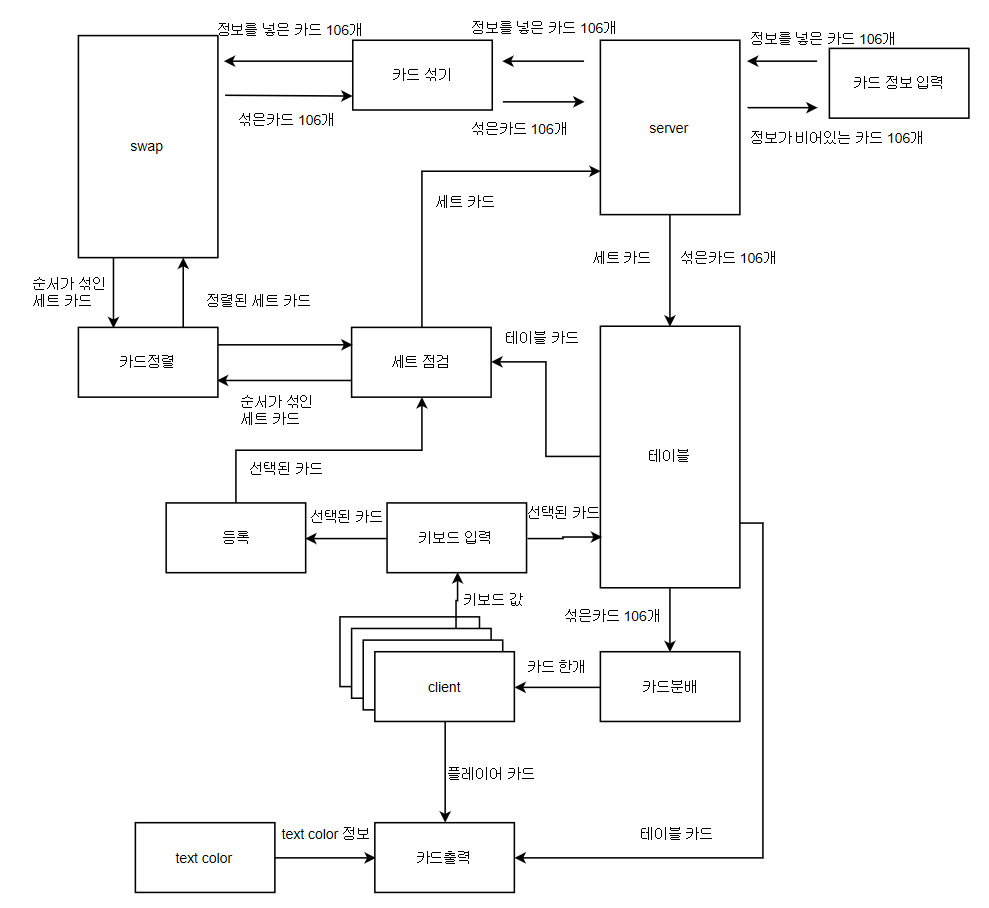 정보를 넣은 카드 106개
정보를 넣은 카드 106개
정보를 넣은 카드 106개
카드 섞기
카드 정보 입력
server
swap
섞은카드 106개
섞은카드 106개
정보가 비어있는 카드 106개
세트 카드
세트 카드
섞은카드 106개
순서가 섞인
세트 카드
정렬된 세트 카드
테이블 카드
카드정렬
세트 점검
순서가 섞인
세트 카드
테이블
선택된 카드
선택된 카드
선택된 카드
등록
키보드 입력
키보드 값
섞은카드 106개
카드 한개
client
카드분배
플레이어 카드
text color 정보
테이블 카드
text color
카드출력